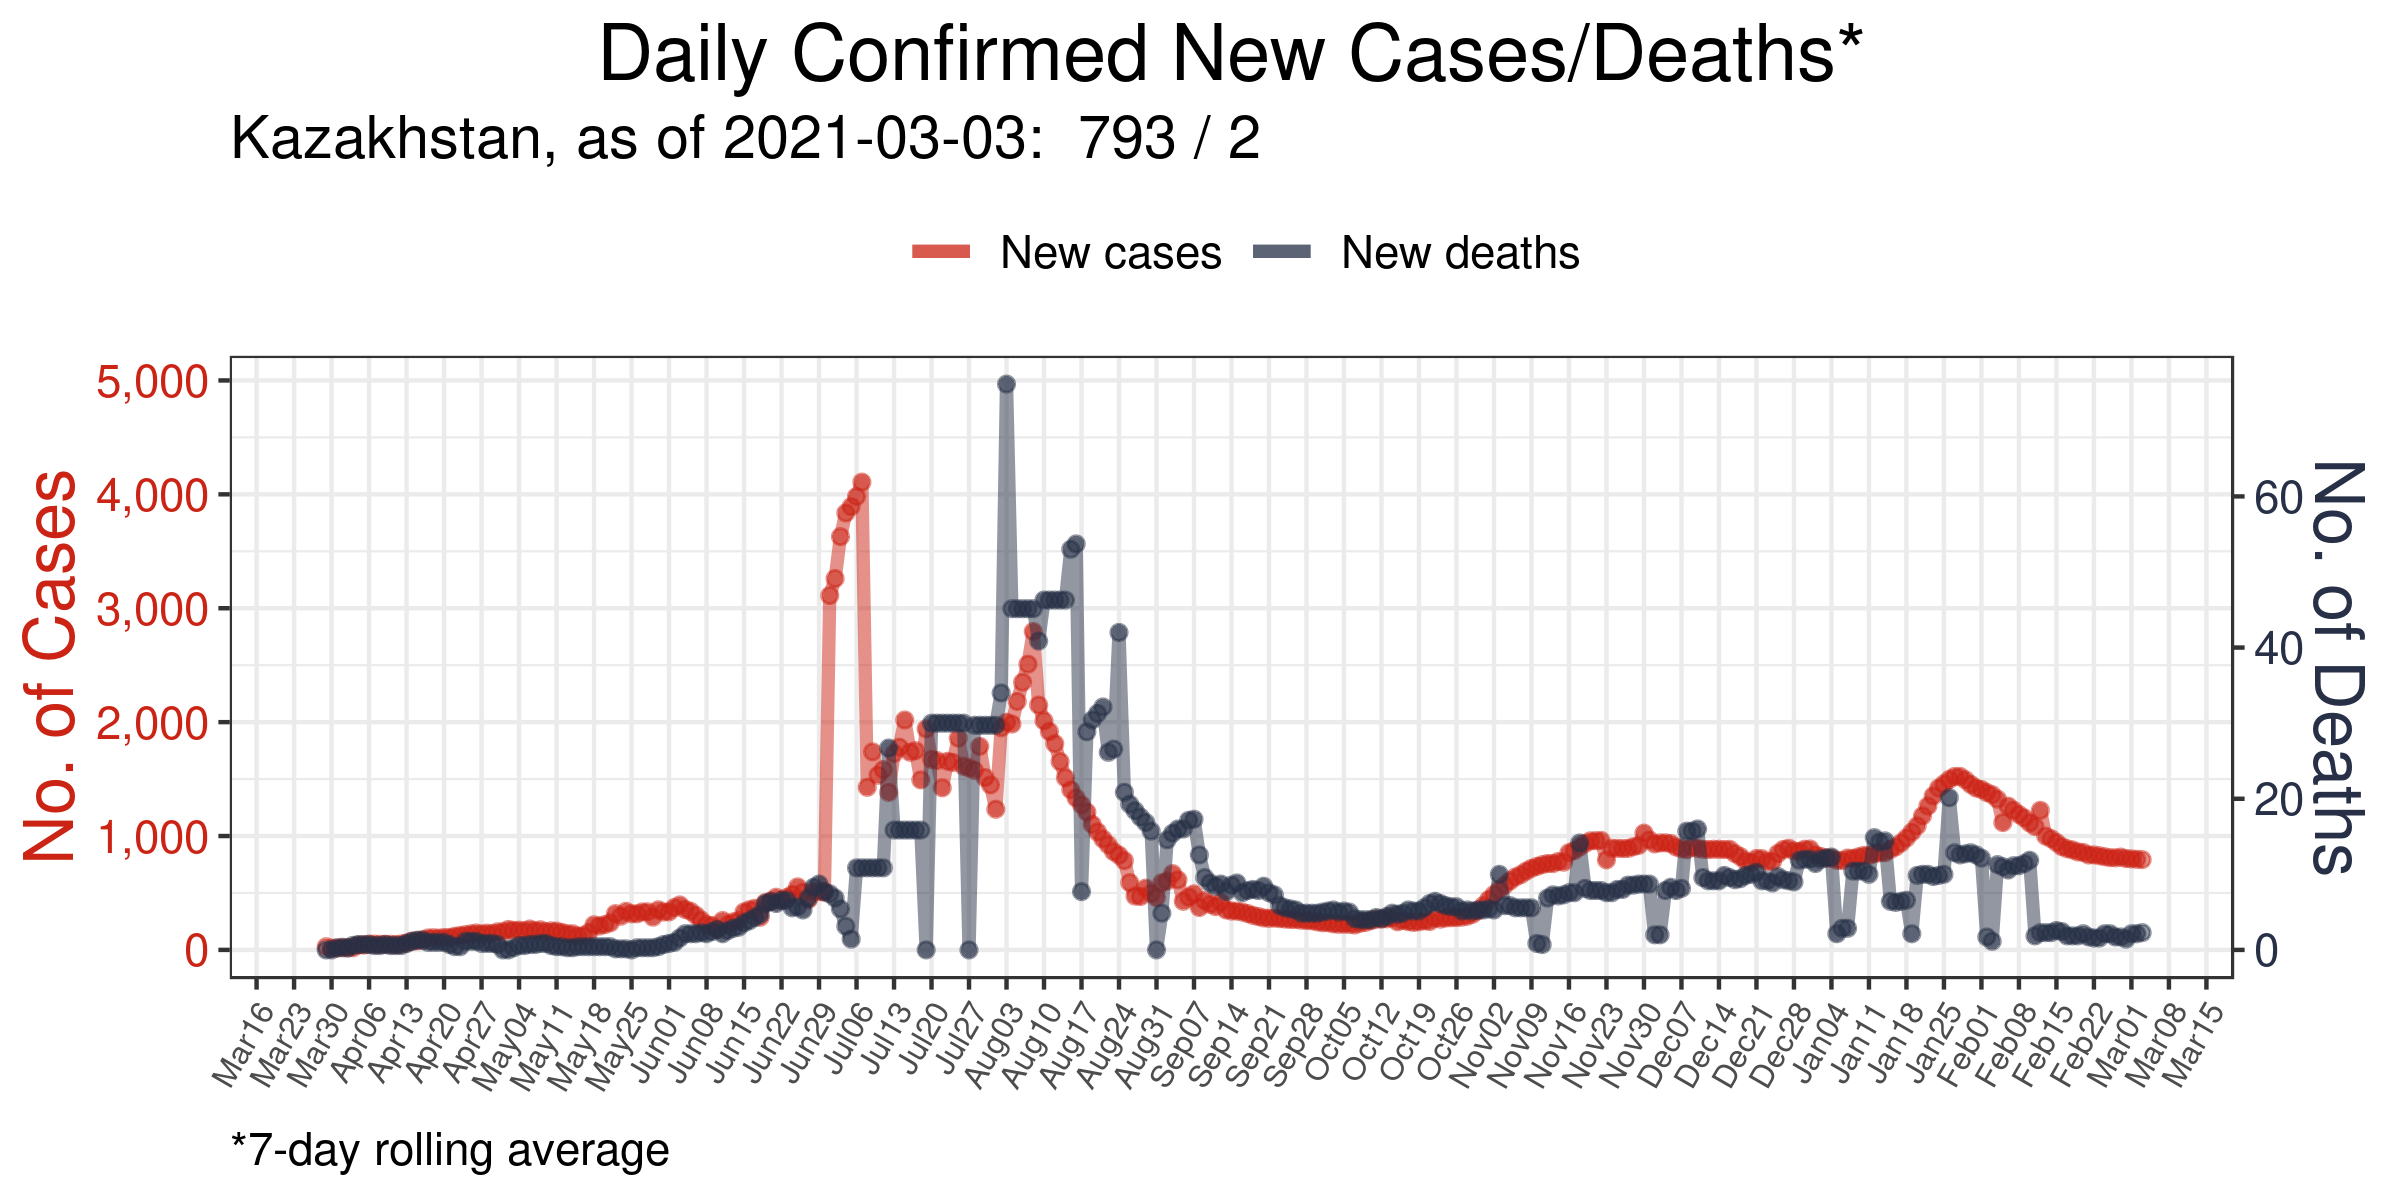 Daily Confirmed New Cases/Deaths*
Kazakhstan, as of 2021-03-03:  793 / 2
New cases
New deaths
No. of Cases
5,000
4,000
3,000
2,000
1,000
0
60
40
20
0
No. of Deaths
Mar16
Mar23
Mar30
Apr06
Apr13
Apr20
Apr27
May04
May11
May18
May25
Jun01
Jun08
Jun15
Jun22
Jun29
Jul06
Jul13
Jul20
Jul27
Aug03
Aug10
Aug17
Aug24
Aug31
Sep07
Sep14
Sep21
Sep28
Oct05
Oct12
Oct19
Oct26
Nov02
Nov09
Nov16
Nov23
Nov30
Dec07
Dec14
Dec21
Dec28
Jan04
Jan11
Jan18
Jan25
Feb01
Feb08
Feb15
Feb22
Mar01
Mar08
Mar15
*7-day rolling average